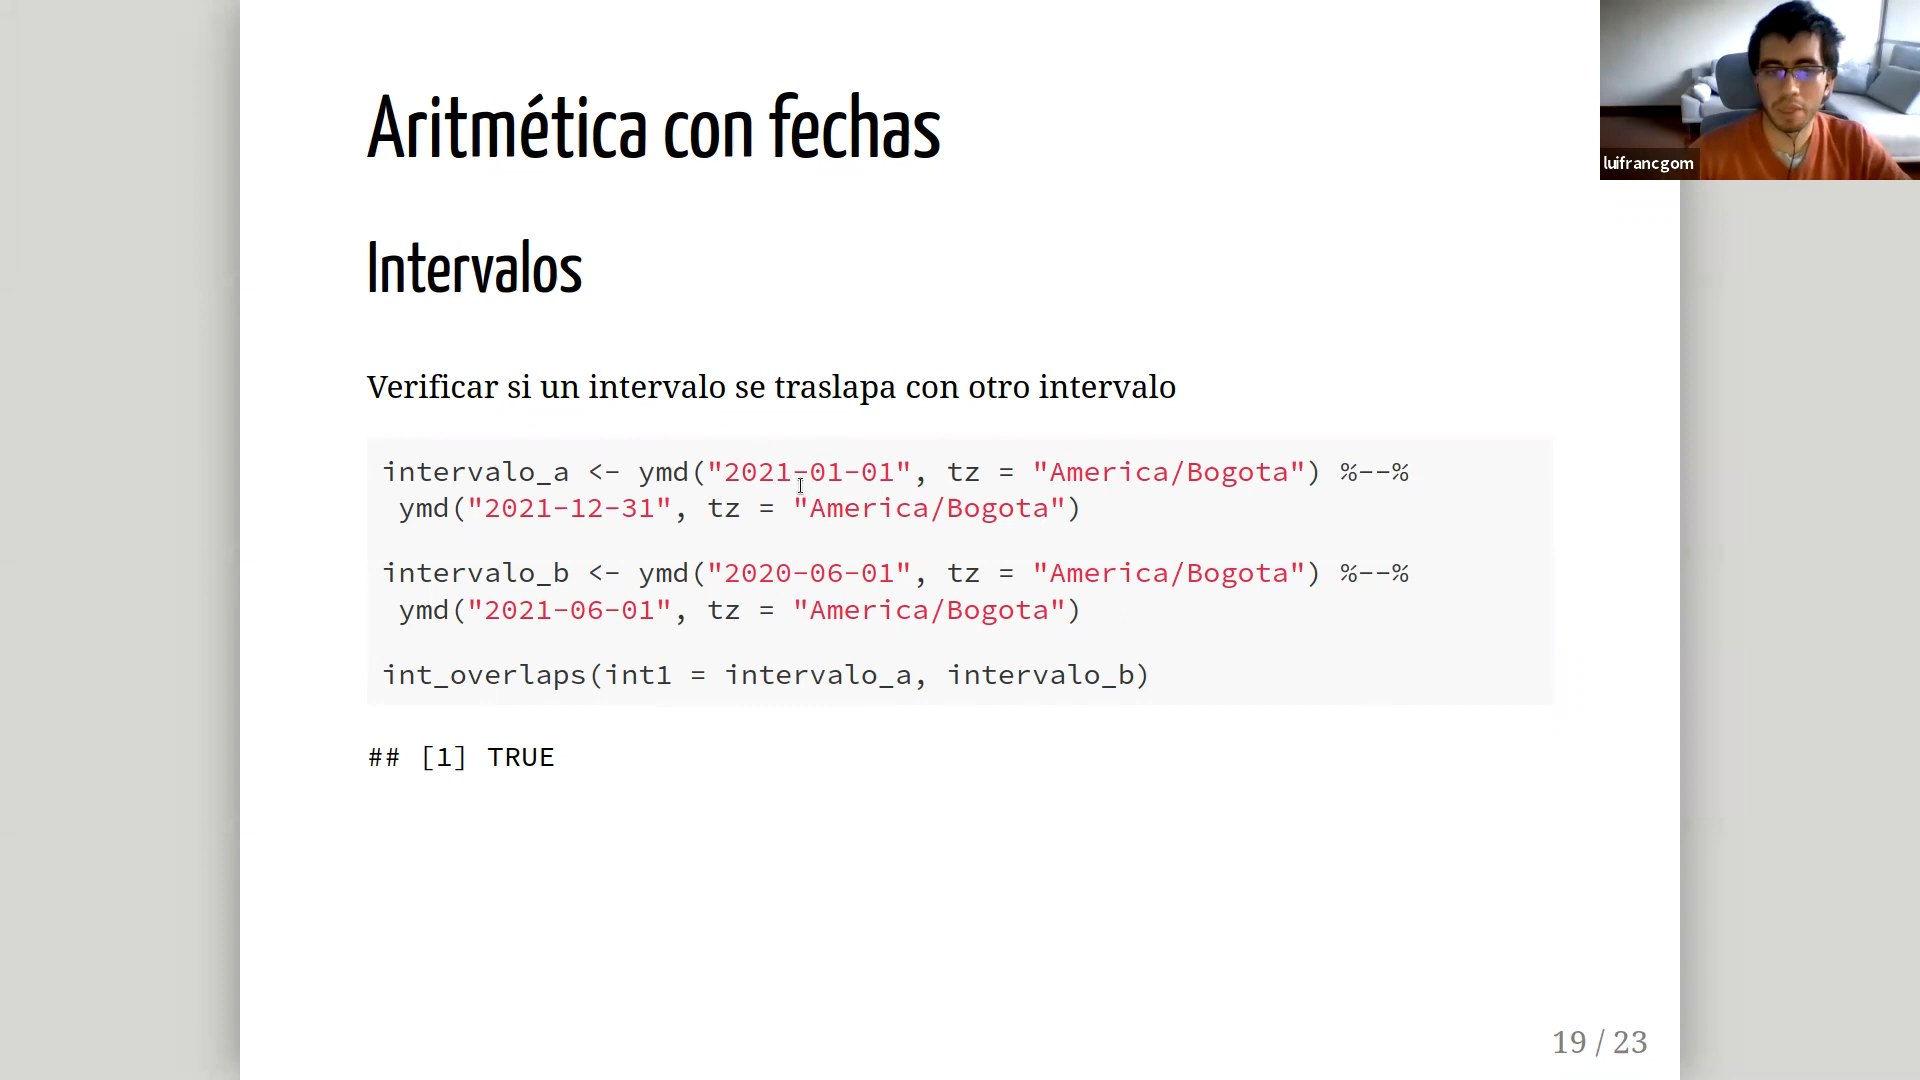 Aritmética con fechas
Intervalos
Verificar si un intervalo se traslapa con otro intervalo
intervalo_a <- ymd("2021-01-01", tz = "America/Bogota") %--%
ymd("2021-12-31", tz = "America/Bogota")
intervalo_b <- ymd("2020-06-01", tz = "America/Bogota") %--%
ymd("2021-06-01", tz = "America/Bogota")
int_overlaps(int1 = intervalo_a, intervalo_b)
## [1] TRUE
19 / 23
luifrancgom